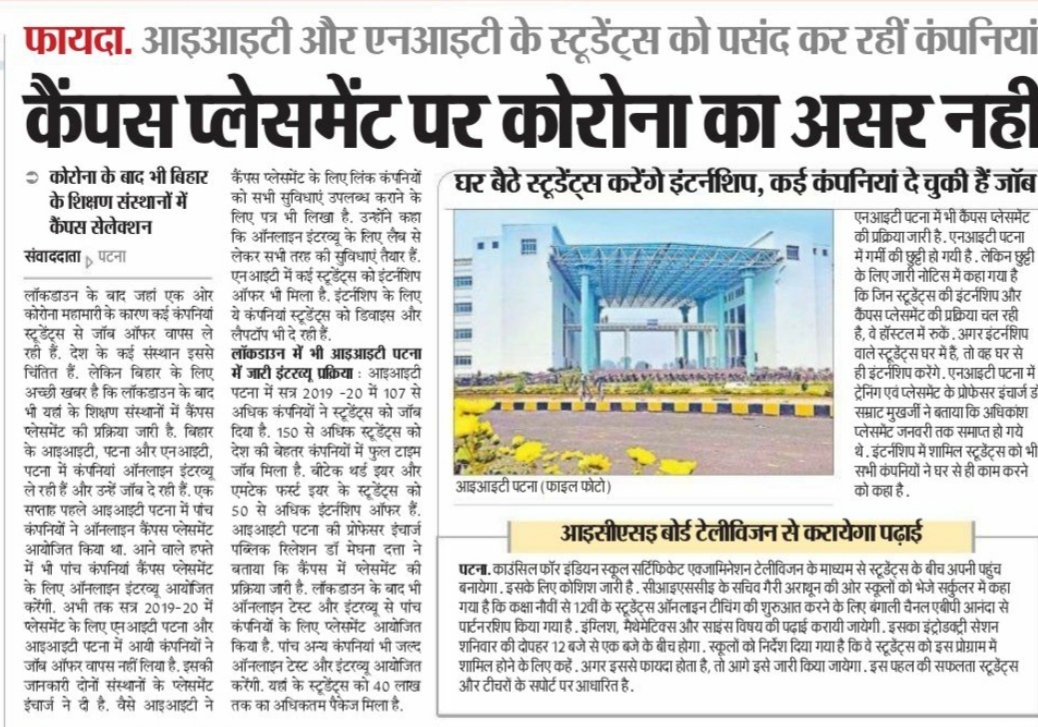 फायदा. आइआइटी और एनआइटी के स्टूडेंट्स को पसंद कर रहीं कंपनियां
कैंपस प्लेसमेंट पर कोरोना का असर नही
कोरोना के बाद भी बिहार
के शिक्षण संस्थानों में
कैंपस सेलेक्शन
संवाददाता पटना
लॉकडाउन के बाद जहां एक ओर
कोरोना महामारी के कारण कई कंपनियां
स्टूडेंट्स से जॉब ऑफर वापस ले
रही हैं. देश के कई संस्थान इससे
चिंतित हैं. लेकिन बिहार के लिए
अच्छी खबर है कि लॉकडाउन के बाद
भी यहां के शिक्षण संस्थानों में कैंपस
प्लेसमेंट की प्रक्रिया जारी है. बिहार
के आइआइटी, पटना और एनआइटी,
पटना में कंपनियां ऑनलाइन इंटरव्यू
ले रही हैं और उन्हें जॉब दे रही हैं. एक
सप्ताह पहले आइआइटी पटना में पांच
कंपनियों ने ऑनलाइन कैंपस प्लेसमेंट
आयोजित किया था. आने वाले हफ्ते
में भी पांच कंपनियां कैंपस प्लेसमेंट
के लिए ऑनलाइन इंटरव्यू आयोजित
करेंगी. अभी तक सत्र 2019-20 में
प्लेसमेंट के लिए एनआइटी पटना और
आइआइटी पटना में आयी कंपनियों ने
जॉब ऑफर वापस नहीं लिया है. इसकी
जानकारी दोनों संस्थानों के प्लेसमेंट
इंचार्ज ने दी है. वैसे आइआइटी ने
कैंपस प्लेसमेंट के लिए लिंक कंपनियों
को सभी सुविधाएं उपलब्ध कराने के
लिए पत्र भी लिखा है. उन्होंने कहा
कि ऑनलाइन इंटरव्यू के लिए लैब से
लेकर सभी तरह की सुविधाएं तैयार हैं.
एनआइटी में कई स्टूडेंट्स को इंटर्नशिप
ऑफर भी मिला है. इंटर्नशिप के लिए
ये कंपनियां स्टूडेंट्स को डिवाइस और
लैपटॉप भी दे रही हैं.
लॉकडाउन में भी आइआइटी पटना
में जारी इंटरव्यू प्रक्रिया : आइआइटी
पटना में सत्र 2019 -20 में 107 से
अधिक कंपनियों ने स्टूडेंट्स को जॉब
दिया है. 150 से अधिक स्टूडेंट्स को
देश की बेहतर कंपनियों में फुल टाइम
जॉब मिला है. बीटेक थर्ड इयर और
एमटेक फर्स्ट इयर के स्टूडेंट्स को
50 से अधिक इंटर्नशिप ऑफर हैं.
आइआइटी पटना की प्रोफेसर इंचार्ज
पब्लिक रिलेशन डॉ मेघना दत्ता ने
बताया कि कैंपस में प्लेसमेंट की
प्रक्रिया जारी है. लॉकडाउन के बाद भी
ऑनलाइन टेस्ट और इंटरव्यू से पांच
कंपनियों के लिए प्लेसमेंट आयोजित
किया है. पांच अन्य कंपनियां भी जल्द
ऑनलाइन टेस्ट और इंटरव्यू आयोजित
करेंगी. यहां के स्टूडेंट्स को 40 लाख
तक का अधिकतम पैकेज मिला है.
घर बैठे स्टूडेंट्स करेंगे इंटर्नशिप, कई कंपनियां दे चुकी हैं जॉब
एनआइटी पटना में भी कैंपस प्लेसमेंट
की प्रक्रिया जारी है. एनआइटी पटना
में गर्मी की छुट्टी हो गयी है. लेकिन छुट्टी
के लिए जारी नोटिस में कहा गया है
कि जिन स्टूडेंट्स की इंटर्नशिप और
कैंपस प्लेसमेंट की प्रक्रिया चल रही
है, वे हॉस्टल में रुकें. अगर इंटर्नशिप
वाले स्टूडेंट्स घर में हैं, तो वह घर से
ही इंटर्नशिप करेंगे. एनआइटी पटना में
ट्रेनिंग एवं प्लेसमेंट के प्रोफेसर इंचार्ज डॉ
सम्राट मुखर्जी ने बताया कि अधिकांश
प्लेसमेंट जनवरी तक समाप्त हो गये
थे. इंटर्नशिप में शामिल स्टूडेंट्स को भी
सभी कंपनियों ने घर से ही काम करने
को कहा है.
आइआइटी पटना (फाइल फोटो)
आइसीएसइ बोर्ड टेलीविजन से करायेगा पढ़ाई
पटना. काउंसिल फॉर इंडियन स्कूल सर्टिफिकेट एक्जामिनेशन टेलीविजन के माध्यम से स्टूडेंट्स के बीच अपनी पहुंच
बनायेगा. इसके लिए कोशिश जारी है. सीआइएससीइ के सचिव गैरी अराथून की ओर स्कूलों को भेजे सर्कुलर में कहा
गया है कि कक्षा नौवीं से 12वीं के स्टूडेंट्स ऑनलाइन टीचिंग की शुरुआत करने के लिए बंगाली चैनल एबीपी आनंदा से
पार्टनरशिप किया गया है. इंग्लिश, मैथेमेटिक्स और साइंस विषय की पढ़ाई करायी जायेगी. इसका इंट्रोडक्ट्री सेशन
शनिवार की दोपहर 12 बजे से एक बजे के बीच होगा. स्कूलों को निर्देश दिया गया है कि वे स्टूडेंट्स को इस प्रोग्राम में
शामिल होने के लिए कहें. अगर इससे फायदा होता है, तो आगे इसे जारी किया जायेगा. इस पहल की सफलता स्टूडेंट्स
और टीचरों के सपोर्ट पर आधारित है.